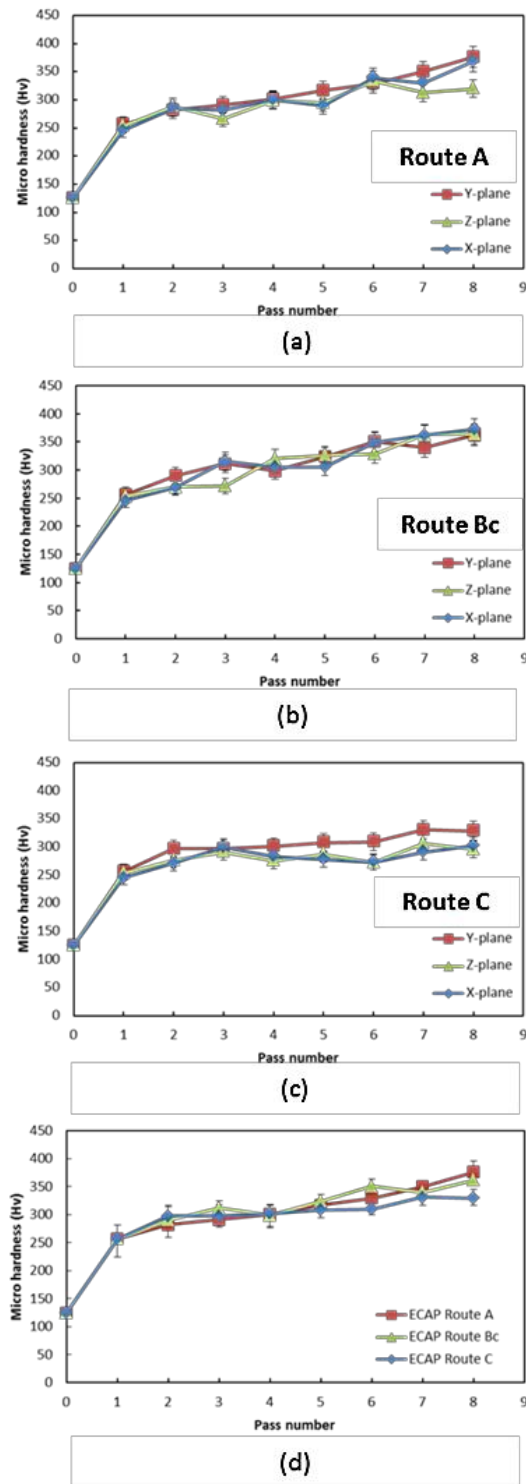 450
400
350
300
250
200
150
100
50
0
Micro hardness (Hv)
Route A
Y-plane
Z-plane
X-plane
0 1 2 3 4 5 6 7 8 9
Pass number
(a)
450
400
350
300
250
200
150
100
50
0
Micro hardness (Hv)
Route Bc
Y-plane
Z-plane
X-plane
0 1 2 3 4 5 6 7 8 9
Pass number
(b)
450
400
350
300
250
200
150
100
50
0
Micro hardness (Hv)
Route C
Y-plane
Z-plane
X-plane
0 1 2 3 4 5 6 7 8 9
Pass number
(c)
450
400
350
300
250
200
150
100
50
0
Micro hardness (Hv)
ECAP Route A
ECAP Route Bc
ECAP Route C
0 1 2 3 4 5 6 7 8 9
Pass number
(d)